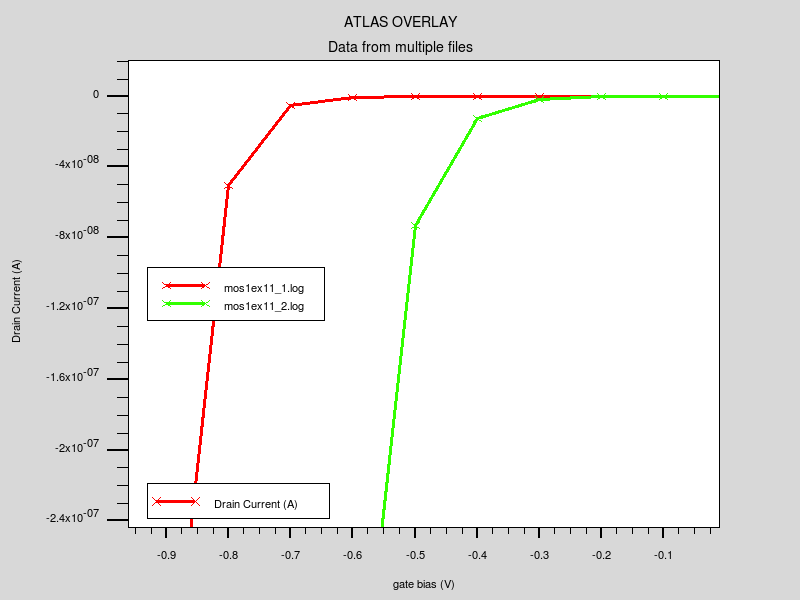 ATLAS OVERLAY
Data from multiple files
0
-4x10-08
-8x10-08
-1.2x10-07
-1.6x10-07
-2x10-07
-2.4x10-07
Drain Current (A)
mos1ex11_1.log
mos1ex11_2.log
Drain Current (A)
-0.9 -0.8 -0.7 -0.6 -0.5 -0.4 -0.3 -0.2 -0.1
gate bias (V)